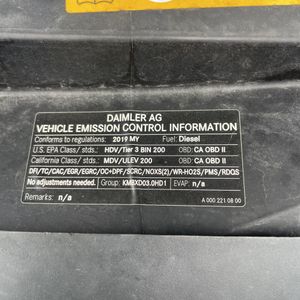 DAIMLER AG
VEHICLE EMISSION CONTROL INFORMATION
Conforms to regulations: 2019 MY Fuel: Diesel
U.S. EPA Class/ stds.: HDV/Tier 3 BIN 200 OBD: CA OBD II
California Class/ stds.: MDV/ULEV 200 OBD: CA OBD II
DFI/TC/CAC/EGR/EGRC/OC+DPF/SCRC/NOXS(2)/WR-HO2S/PMS/RDQS
No adjustments needed. Group: KMBXD03.0HD1 EVAP: n/a
Remarks: n/a A 000 221 08 00